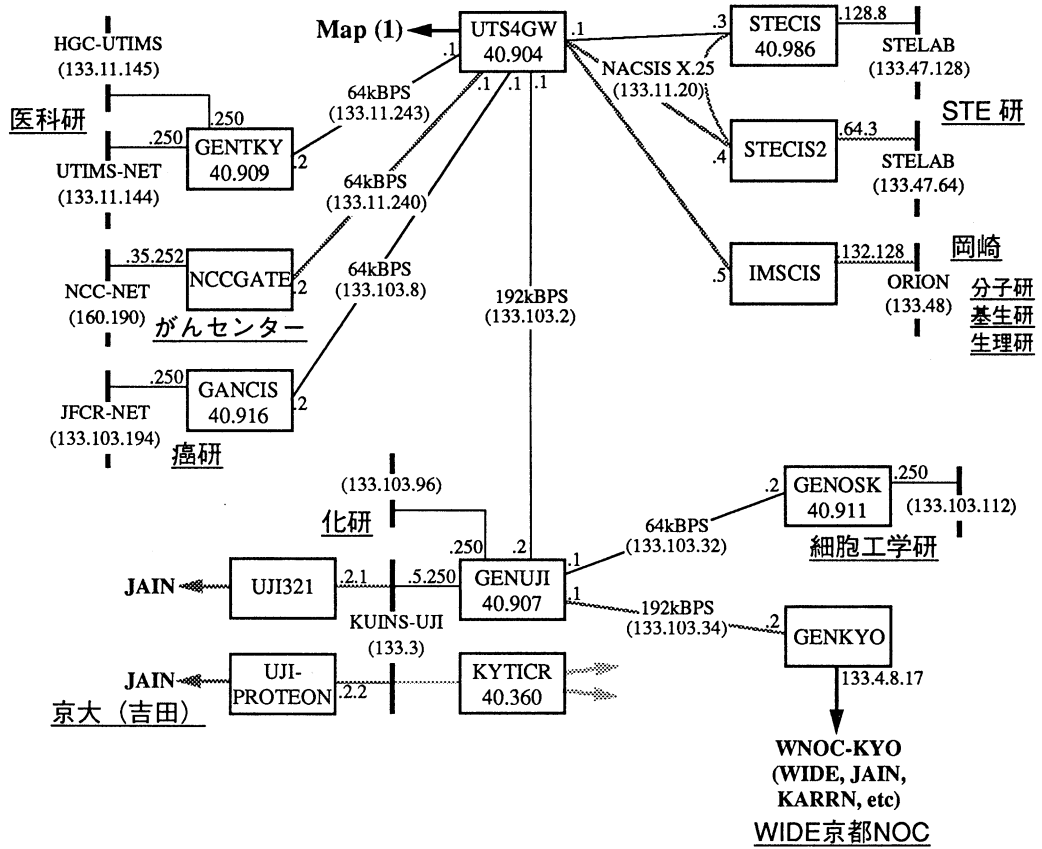 Map (1)
UTS4GW
40.904
.1
.1
.1
.1
.1
HGC-UTIMS
(133.11.145)
医科研
.250
.250
GENTKY
40.909
.2
UTIMS-NET
(133.11.144)
64kBPS
(133.11.243)
NACSIS X.25
(133.11.20)
.3
STECIS
40.986
.128.8
STELAB
(133.47.128)
STE 研
.4
STECIS2
.64.3
STELAB
(133.47.64)
64kBPS
(133.11.240)
.35.252
NCCGATE
.2
NCC-NET
(160.190)
がんセンター
64kBPS
(133.103.8)
192kBPS
(133.103.2)
.5
IMSCIS
.132.128
ORION
(133.48)
岡崎
分子研
基生研
生理研
.250
GANCIS
40.916
.2
JFCR-NET
(133.103.194)
癌研
(133.103.96)
化研
.250
.2
GENUJI
40.907
.1
.1
64kBPS
(133.103.32)
.2
GENOSK
40.911
.250
(133.103.112)
細胞工学研
JAIN
UJI321
.2.1
.5.250
KUINS-UJI
(133.3)
192kBPS
(133.103.34)
.2
GENKYO
133.4.8.17
JAIN
UJI-
PROTEON
.2.2
KYTICR
40.360
京大（吉田）
WNOC-KYO
(WIDE, JAIN,
KARRN, etc)
WIDE京都NOC